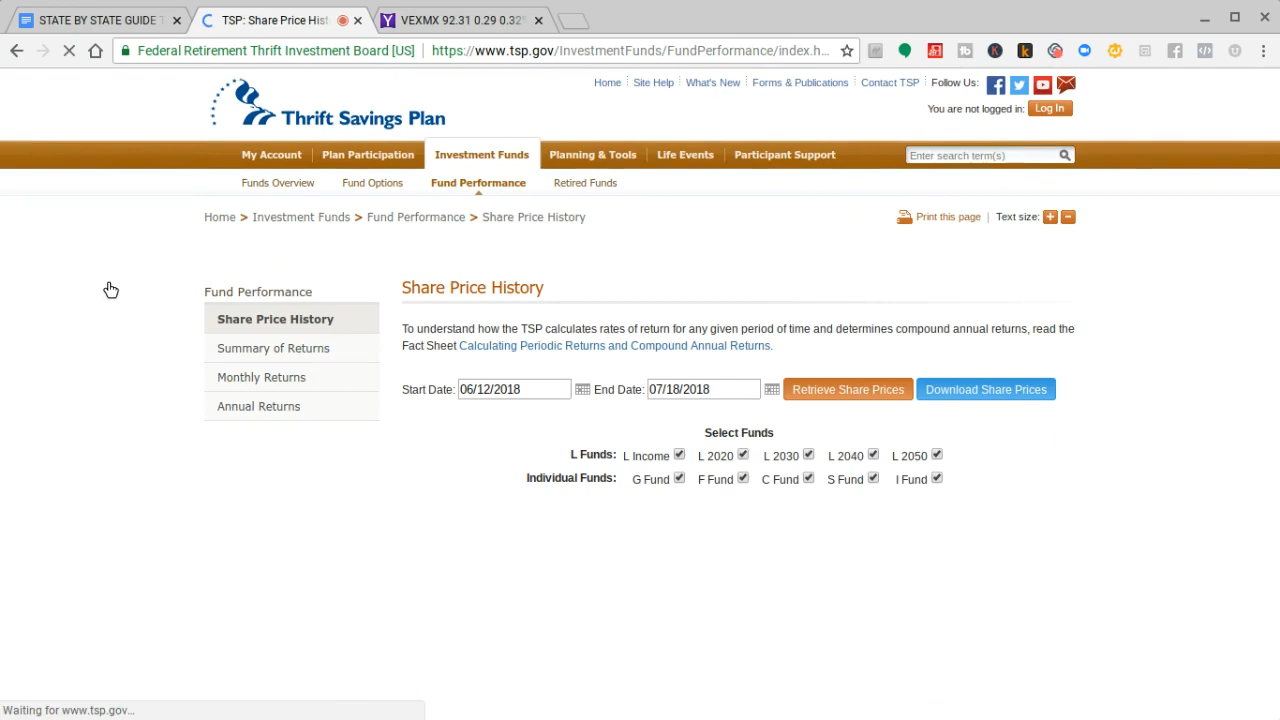 STATE BY STATE GUIDE T
TSP: Share Price Hist
VEXMX 92.31 0.29 0.32%
Federal Retirement Thrift Investment Board [US]
https://www.tsp.gov/InvestmentFunds/FundPerformance/index.h...
Home
Site Help
What's New
Forms & Publications
Contact TSP
Follow Us:
You are not logged in:
Log In
Thrift Savings Plan
My Account
Plan Participation
Investment Funds
Planning & Tools
Life Events
Participant Support
Enter search term(s)
Funds Overview
Fund Options
Fund Performance
Retired Funds
Home > Investment Funds > Fund Performance > Share Price History
Print this page
Text size: + -
Fund Performance
Share Price History
Summary of Returns
Monthly Returns
Annual Returns
Share Price History
To understand how the TSP calculates rates of return for any given period of time and determines compound annual returns, read the
Fact Sheet Calculating Periodic Returns and Compound Annual Returns.
Start Date: 06/12/2018 End Date: 07/18/2018 Retrieve Share Prices Download Share Prices
Select Funds
L Funds: L Income L 2020 L 2030 L 2040 L 2050
Individual Funds: G Fund F Fund C Fund S Fund I Fund
Waiting for www.tsp.gov...